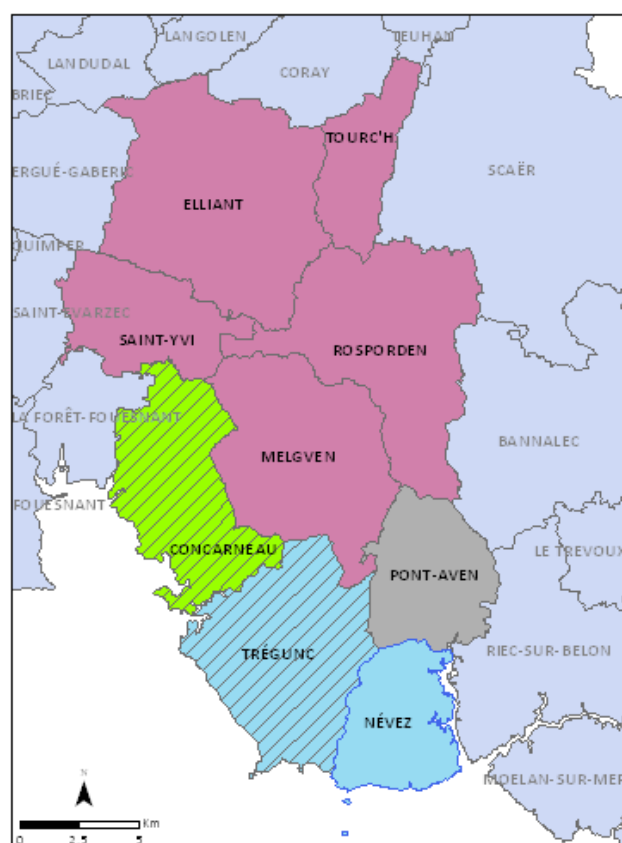 LANGOLEN
LEUHAN
LANDUDAL
CORAY
BRIEC
TOURC'H
ERGUÉ-GABERIC
SCAËR
ELLIANT
QUIMPER
SAINT-EVARZEC
SAINT-YVI
ROSPORDEN
LA FORÊT-FOUESNANT
BANNALEC
MELGVEN
FOUESNANT
CONCARNEAU
LE TREVOUX
PONT-AVEN
TRÉGUNC
RIEC-SUR-BELON
NÉVEZ
MOELAN-SUR-MER
N
Km
0 2.5 5